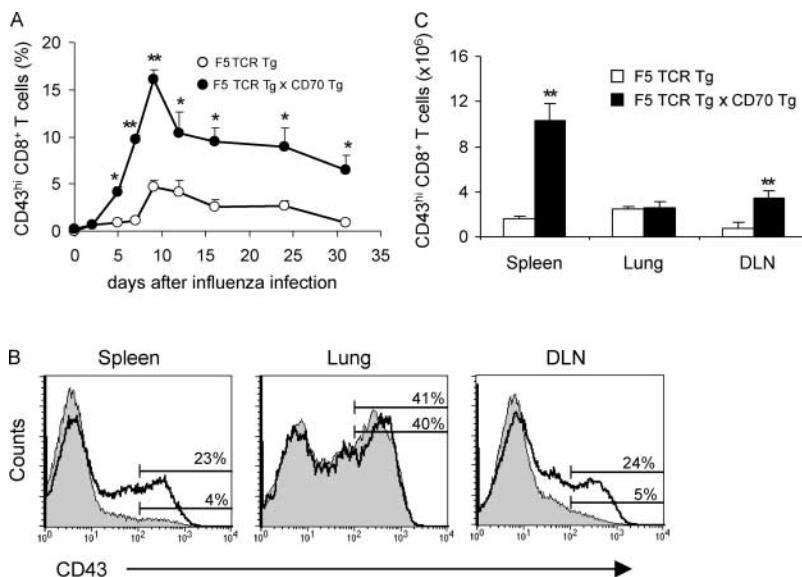 A
CD43hi CD8+ T cells (%)
20
15
10
5
0
0 5 10 15 20 25 30 35
days after influenza infection
F5 TCR Tg
F5 TCR Tg x CD70 Tg
*
**
**
*
*
*
*
C
CD43hi CD8+ T cells (x10⁶)
12
9
6
3
0
F5 TCR Tg
F5 TCR Tg x CD70 Tg
**
**
Spleen Lung DLN
B
Spleen Lung DLN
Counts
23%
4%
41%
40%
24%
5%
10⁰ 10¹ 10² 10³ 10⁴
10⁰ 10¹ 10² 10³ 10⁴
10⁰ 10¹ 10² 10³ 10⁴
CD43